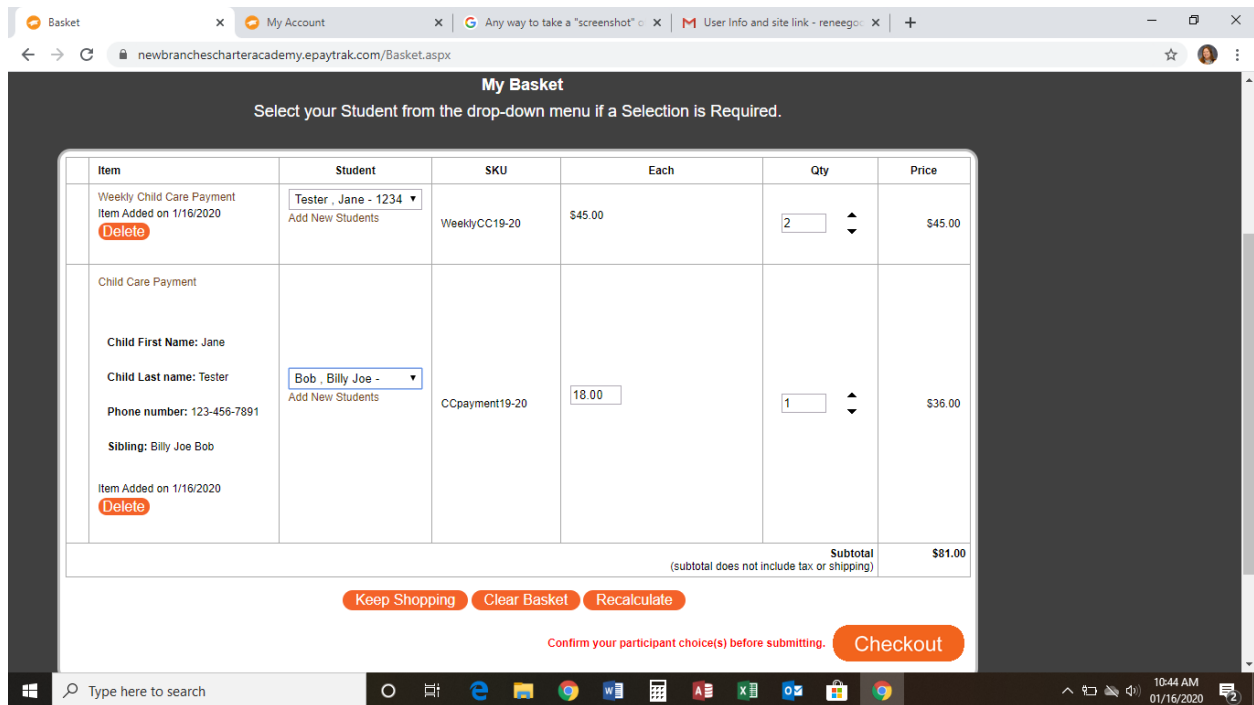 Basket
My Account
Any way to take a "screenshot" o
User Info and site link - reneegoc
newbranchescharteracademy.epaytrak.com/Basket.aspx
My Basket
Select your Student from the drop-down menu if a Selection is Required.
Item Student SKU Each Qty Price
Weekly Child Care Payment
Item Added on 1/16/2020
Delete
Tester , Jane - 1234
Add New Students
WeeklyCC19-20
$45.00
2
$45.00
Child Care Payment
Child First Name: Jane
Child Last name: Tester
Phone number: 123-456-7891
Sibling: Billy Joe Bob
Item Added on 1/16/2020
Delete
Bob , Billy Joe -
Add New Students
CCpayment19-20
18.00
1
$36.00
Subtotal $81.00
(subtotal does not include tax or shipping)
Keep Shopping Clear Basket Recalculate
Confirm your participant choice(s) before submitting. Checkout
Type here to search
10:44 AM
01/16/2020
2